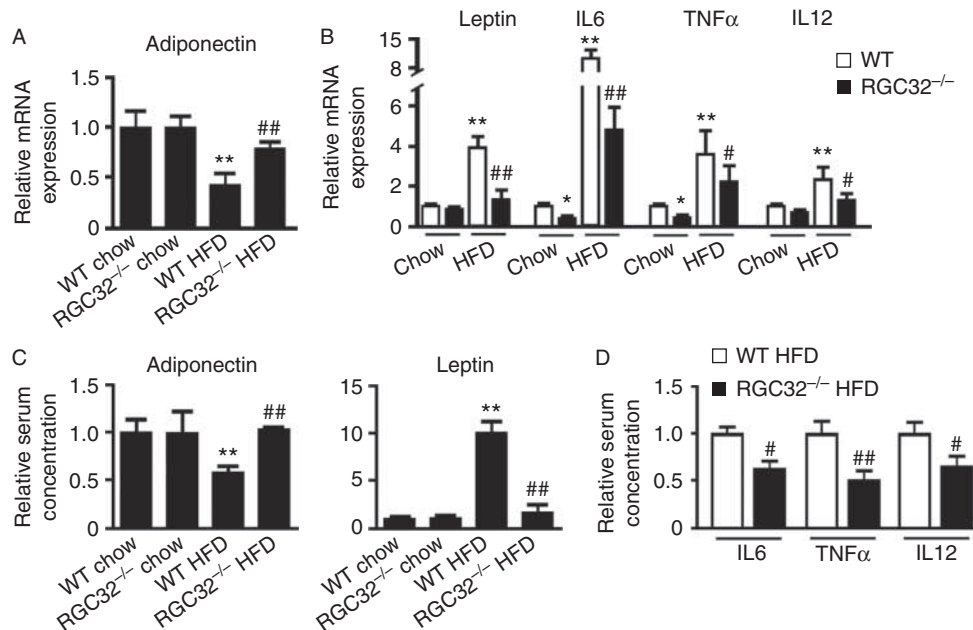 A
Adiponectin
Relative mRNA
expression
1.5
1.0
0.5
0
**
##
WT chow
RGC32−/− chow
WT HFD
RGC32−/− HFD
B
Leptin IL6 TNFα IL12
WT
RGC32−/−
Relative mRNA
expression
15
8
6
4
2
0
** ## * ** ## * ** # ** #
Chow HFD Chow HFD Chow HFD Chow HFD
C
Adiponectin
Relative serum
concentration
1.5
1.0
0.5
0
**
##
WT chow
RGC32−/− chow
WT HFD
RGC32−/− HFD
Leptin
15
10
5
0
**
##
WT chow
RGC32−/− chow
WT HFD
RGC32−/− HFD
D
WT HFD
RGC32−/− HFD
Relative serum
concentration
1.5
1.0
0.5
0
# ## #
IL6 TNFα IL12